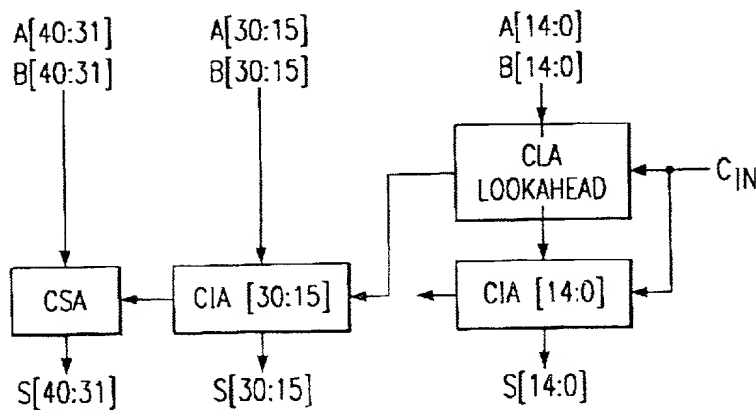 A[40:31]
B[40:31]
A[30:15]
B[30:15]
A[14:0]
B[14:0]
CLA
LOOKAHEAD
CIN
CSA
CIA [30:15]
CIA [14:0]
S[40:31]
S[30:15]
S[14:0]